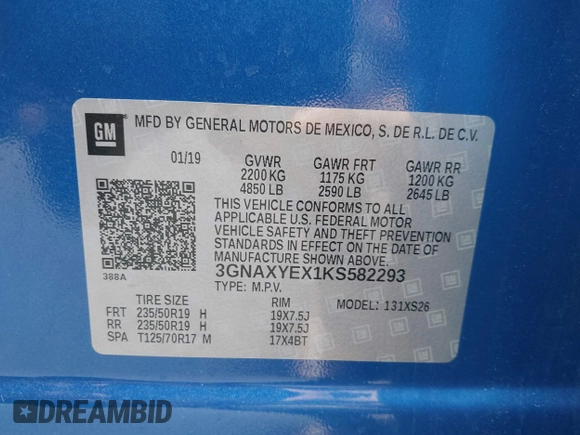 GM
MFD BY GENERAL MOTORS DE MEXICO, S. DE R.L. DE C.V.
01/19 GVWR GAWR FRT GAWR RR
2200 KG 1175 KG 1200 KG
4850 LB 2590 LB 2645 LB
THIS VEHICLE CONFORMS TO ALL
APPLICABLE U.S. FEDERAL MOTOR
VEHICLE SAFETY AND THEFT PREVENTION
STANDARDS IN EFFECT ON THE DATE OF
MANUFACTURE SHOWN ABOVE.
388A
3GNAXYEX1KS582293
TYPE: M.P.V. MODEL: 131XS26
TIRE SIZE RIM
FRT 235/50R19 H 19X7.5J
RR 235/50R19 H 19X7.5J
SPA T125/70R17 M 17X4BT
DREAMBID